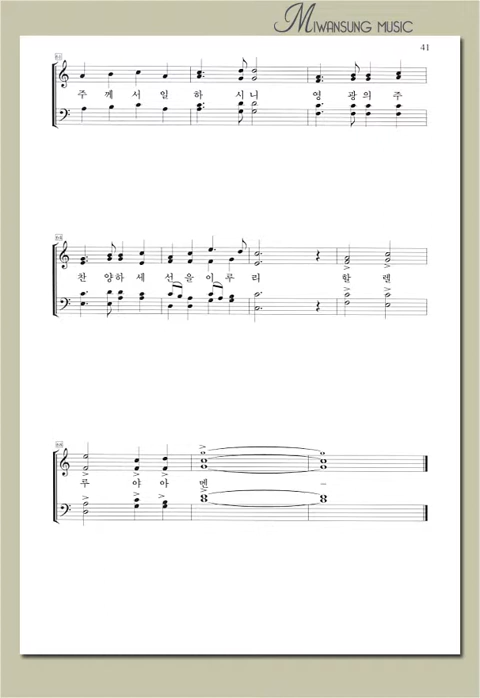 MIWANSUNG MUSIC
41
주 께 서 일 하 시 니 영 광 의 주
찬 양 하 세 선 을 이 루 리 할 렐
루 야 아 멘 –